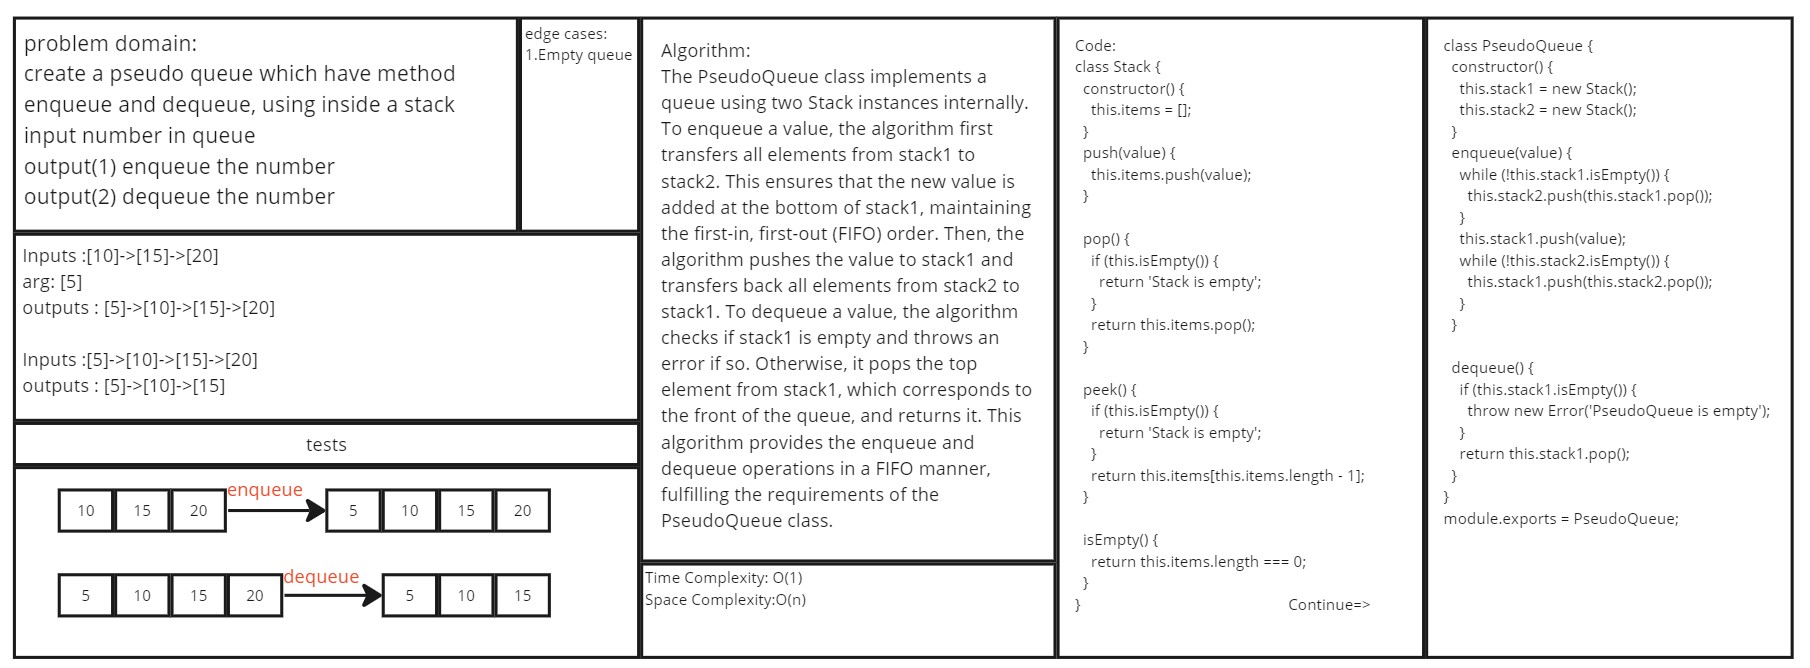 problem domain:
create a pseudo queue which have method
enqueue and dequeue, using inside a stack
input number in queue
output(1) enqueue the number
output(2) dequeue the number
edge cases:
1.Empty queue
Inputs :[10]->[15]->[20]
arg: [5]
outputs : [5]->[10]->[15]->[20]
Inputs :[5]->[10]->[15]->[20]
outputs : [5]->[10]->[15]
tests
10 15 20 enqueue 5 10 15 20
5 10 15 20 dequeue 5 10 15
Algorithm:
The PseudoQueue class implements a
queue using two Stack instances internally.
To enqueue a value, the algorithm first
transfers all elements from stack1 to
stack2. This ensures that the new value is
added at the bottom of stack1, maintaining
the first-in, first-out (FIFO) order. Then, the
algorithm pushes the value to stack1 and
transfers back all elements from stack2 to
stack1. To dequeue a value, the algorithm
checks if stack1 is empty and throws an
error if so. Otherwise, it pops the top
element from stack1, which corresponds to
the front of the queue, and returns it. This
algorithm provides the enqueue and
dequeue operations in a FIFO manner,
fulfilling the requirements of the
PseudoQueue class.
Time Complexity: O(1)
Space Complexity:O(n)
Code:
class Stack {
constructor() {
this.items = [];
}
push(value) {
this.items.push(value);
}
pop() {
if (this.isEmpty()) {
return 'Stack is empty';
}
return this.items.pop();
}
peek() {
if (this.isEmpty()) {
return 'Stack is empty';
}
return this.items[this.items.length - 1];
}
isEmpty() {
return this.items.length === 0;
}
}
Continue=>
class PseudoQueue {
constructor() {
this.stack1 = new Stack();
this.stack2 = new Stack();
}
enqueue(value) {
while (!this.stack1.isEmpty()) {
this.stack2.push(this.stack1.pop());
}
this.stack1.push(value);
while (!this.stack2.isEmpty()) {
this.stack1.push(this.stack2.pop());
}
}
dequeue() {
if (this.stack1.isEmpty()) {
throw new Error('PseudoQueue is empty');
}
return this.stack1.pop();
}
}
module.exports = PseudoQueue;